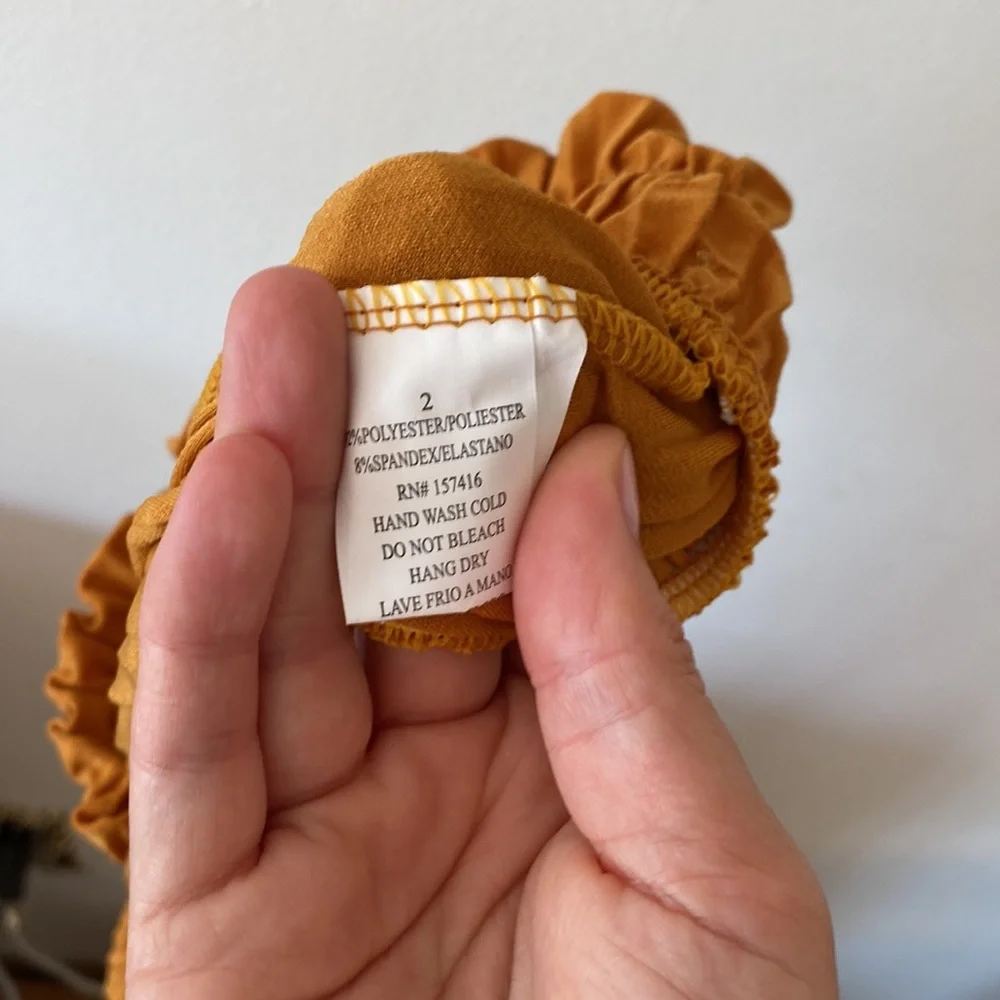 2
2%POLYESTER/POLIESTER
8%SPANDEX/ELASTANO
RN# 157416
HAND WASH COLD
DO NOT BLEACH
HANG DRY
LAVE FRIO A MANO